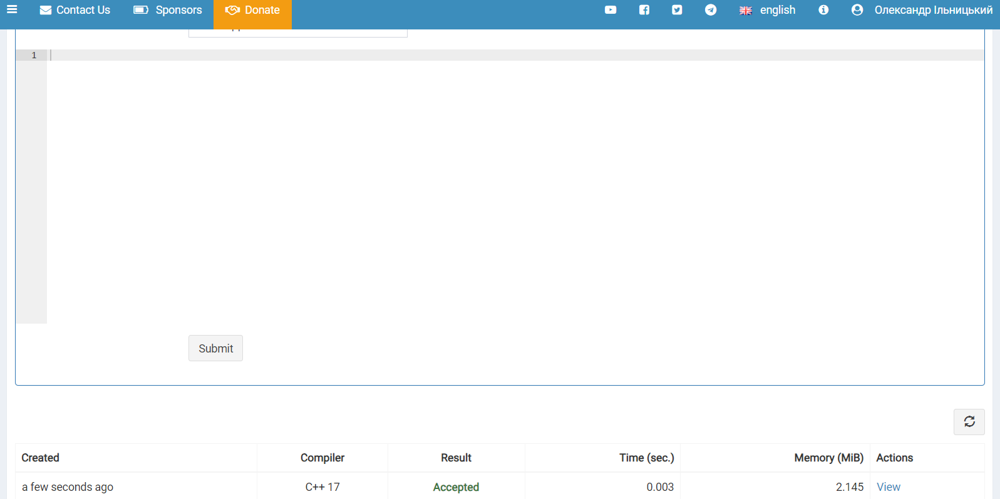 Contact Us Sponsors Donate english Олександр Ільницький
1
Submit
Created Compiler Result Time (sec.) Memory (MiB) Actions
a few seconds ago C++ 17 Accepted 0.003 2.145 View